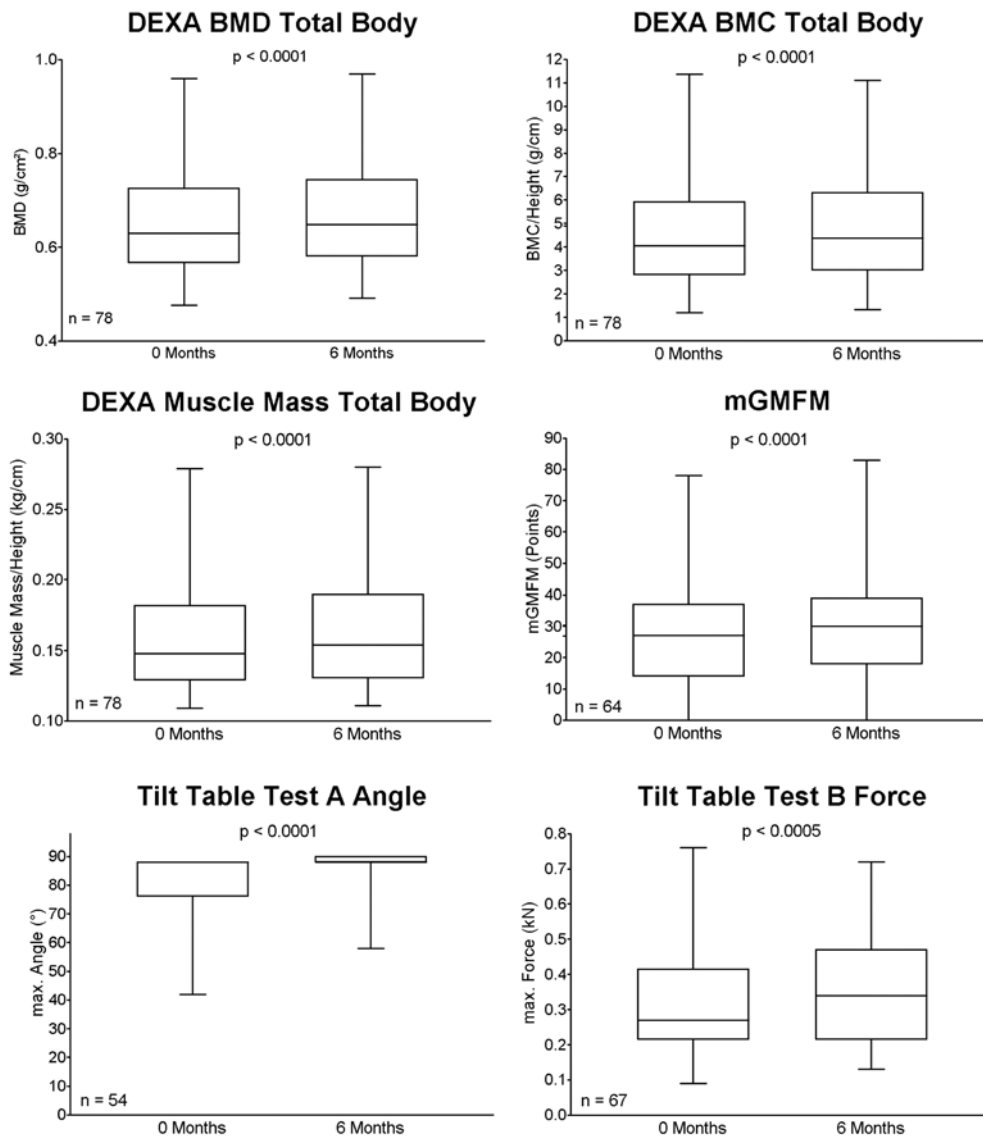 DEXA BMD Total Body
p < 0.0001
BMD (g/cm²)
1.0
0.8
0.6
0.4
n = 78
0 Months
6 Months
DEXA BMC Total Body
p < 0.0001
BMC/Height (g/cm)
12
11
10
9
8
7
6
5
4
3
2
1
0
n = 78
0 Months
6 Months
DEXA Muscle Mass Total Body
p < 0.0001
Muscle Mass/Height (kg/cm)
0.30
0.25
0.20
0.15
0.10
n = 78
0 Months
6 Months
mGMFM
p < 0.0001
mGMFM (Points)
90
80
70
60
50
40
30
20
10
0
n = 64
0 Months
6 Months
Tilt Table Test A Angle
p < 0.0001
max. Angle (°)
90
80
70
60
50
40
30
20
10
0
n = 54
0 Months
6 Months
Tilt Table Test B Force
p < 0.0005
max. Force (kN)
0.8
0.7
0.6
0.5
0.4
0.3
0.2
0.1
0.0
n = 67
0 Months
6 Months